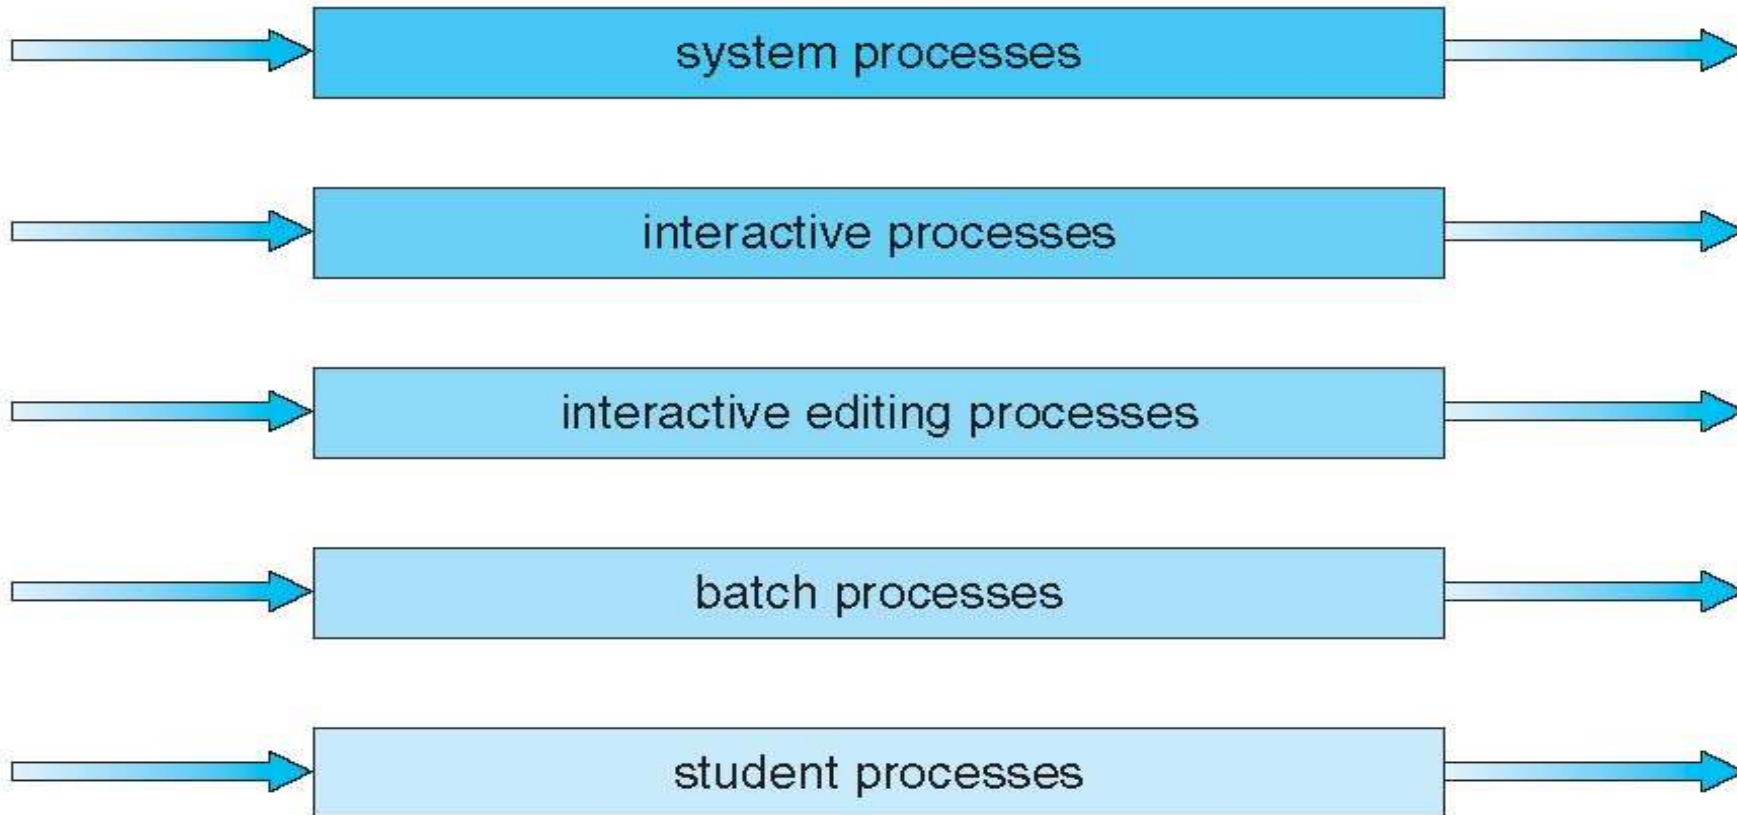 system processes
interactive processes
interactive editing processes
batch processes
student processes